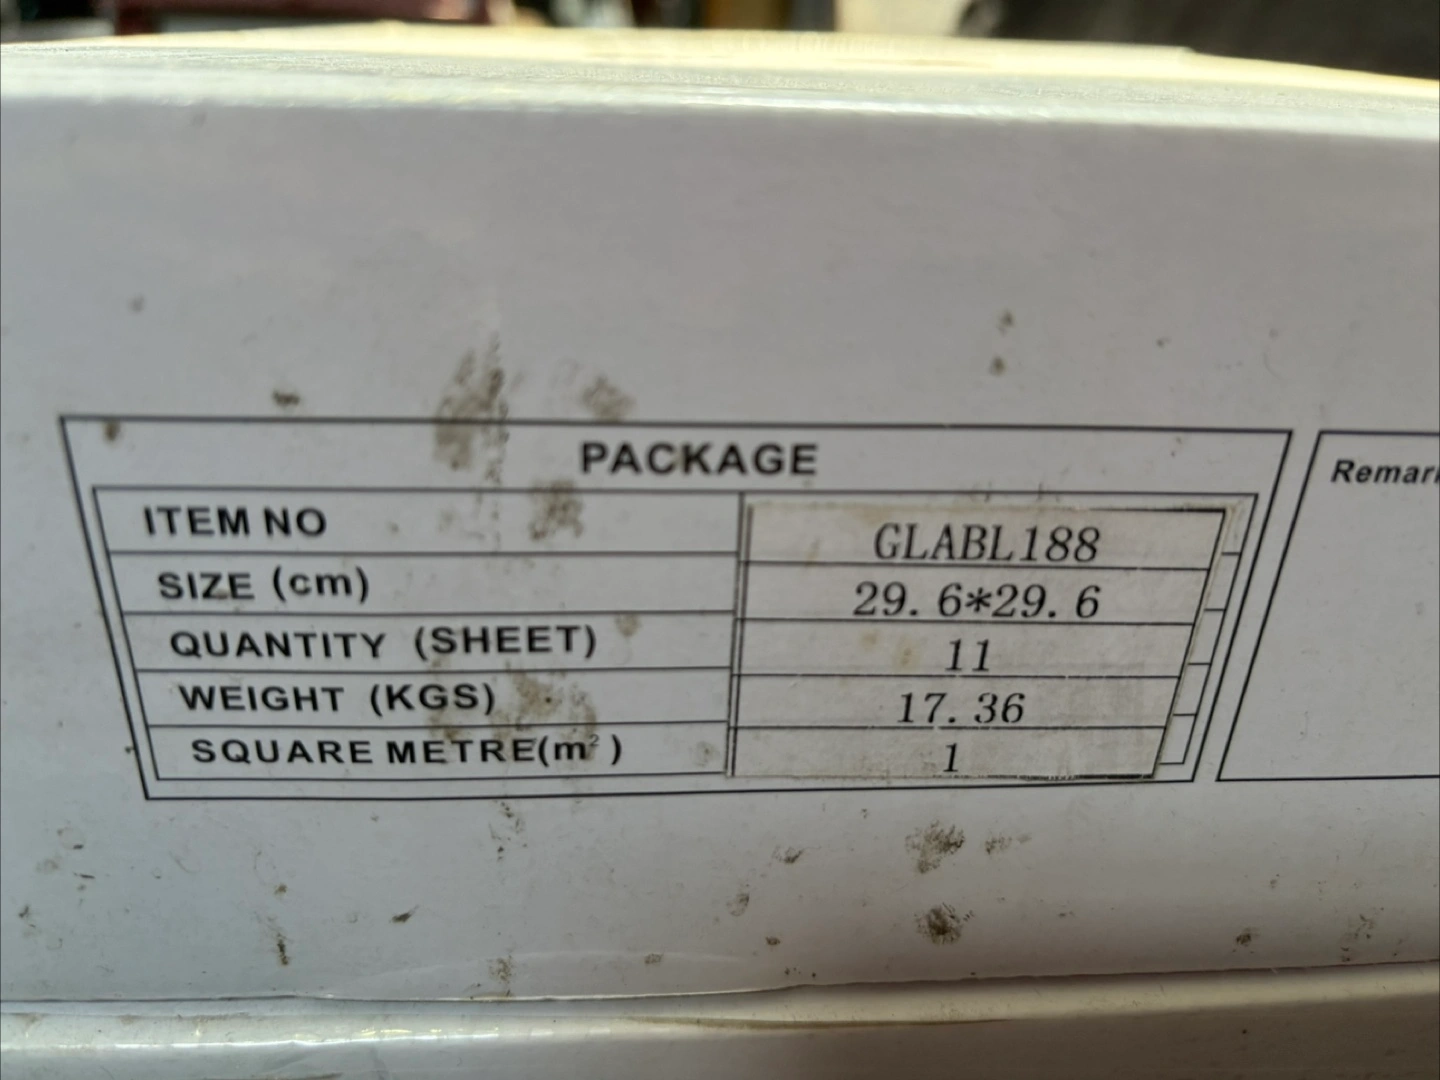 PACKAGE
ITEM NO GLABL188
SIZE (cm) 29.6*29.6
QUANTITY (SHEET) 11
WEIGHT (KGS) 17.36
SQUARE METRE(m²) 1